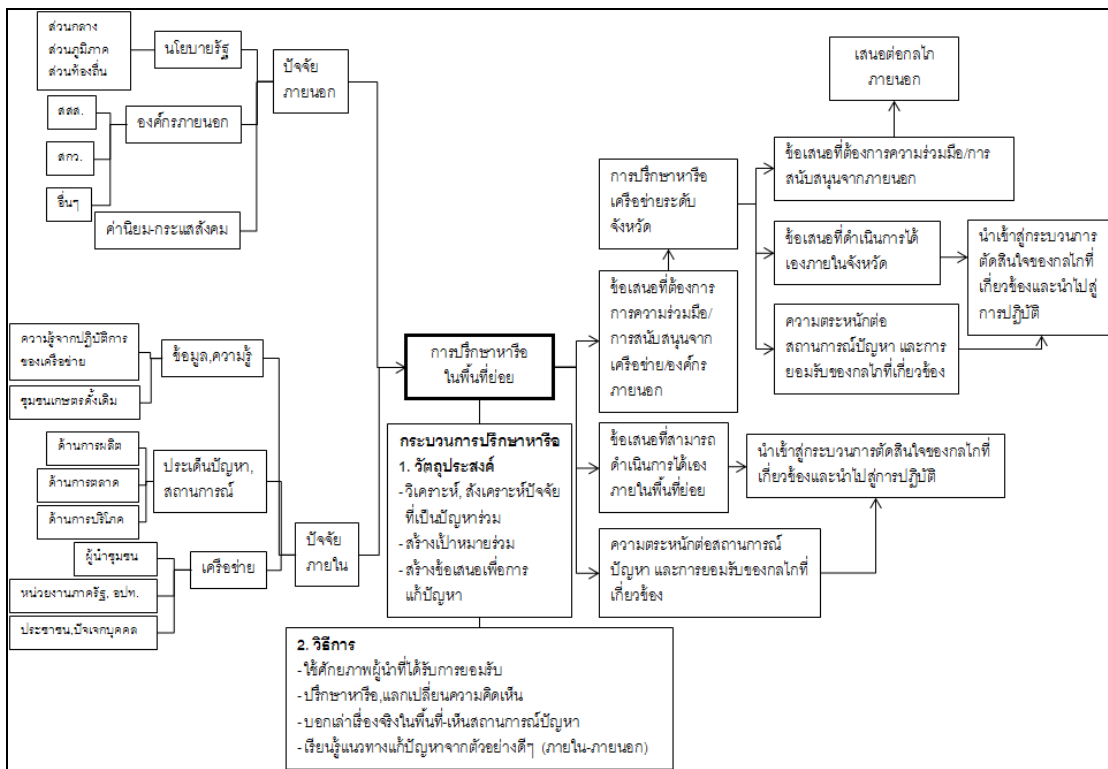 ส่วนกลาง
ส่วนภูมิภาค
ส่วนท้องถิ่น
นโยบายรัฐ
สสส.
สกว.
อื่นๆ
องค์กรภายนอก
ค่านิยม-กระแสสังคม
ปัจจัย
ภายนอก
ความรู้จากปฏิบัติการ
ของเครือข่าย
ชุมชนเกษตรดั้งเดิม
ข้อมูล,ความรู้
ด้านการผลิต
ด้านการตลาด
ด้านการบริโภค
ประเด็นปัญหา,
สถานการณ์
ผู้นำชุมชน
หน่วยงานภาครัฐ, อปท.
ประชาชน,ปัจเจกบุคคล
เครือข่าย
ปัจจัย
ภายใน
การปรึกษาหารือ
ในพื้นที่ย่อย
กระบวนการปรึกษาหารือ
1. วัตถุประสงค์
-วิเคราะห์, สังเคราะห์ปัจจัย
ที่เป็นปัญหาร่วม
-สร้างเป้าหมายร่วม
-สร้างข้อเสนอเพื่อการ
แก้ปัญหา
2. วิธีการ
-ใช้ศักยภาพผู้นำที่ได้รับการยอมรับ
-ปรึกษาหารือ,แลกเปลี่ยนความคิดเห็น
-บอกเล่าเรื่องจริงในพื้นที่-เห็นสถานการณ์ปัญหา
-เรียนรู้แนวทางแก้ปัญหาจากตัวอย่างดีๆ (ภายใน-ภายนอก)
ข้อเสนอที่ต้องการ
การความร่วมมือ/
การสนับสนุนจาก
เครือข่าย/องค์กร
ภายนอก
การปรึกษาหารือ
เครือข่ายระดับ
จังหวัด
ข้อเสนอที่ต้องการความร่วมมือ/การ
สนับสนุนจากภายนอก
เสนอต่อกลไก
ภายนอก
ข้อเสนอที่ดำเนินการได้
เองภายในจังหวัด
ความตระหนักต่อ
สถานการณ์ปัญหา และการ
ยอมรับของกลไกที่เกี่ยวข้อง
นำเข้าสู่กระบวนการ
ตัดสินใจของกลไกที่
เกี่ยวข้องและนำไปสู่
การปฏิบัติ
ข้อเสนอที่สามารถ
ดำเนินการได้เอง
ภายในพื้นที่ย่อย
นำเข้าสู่กระบวนการตัดสินใจของกลไกที่
เกี่ยวข้องและนำไปสู่การปฏิบัติ
ความตระหนักต่อสถานการณ์
ปัญหา และการยอมรับของกลไกที่
เกี่ยวข้อง